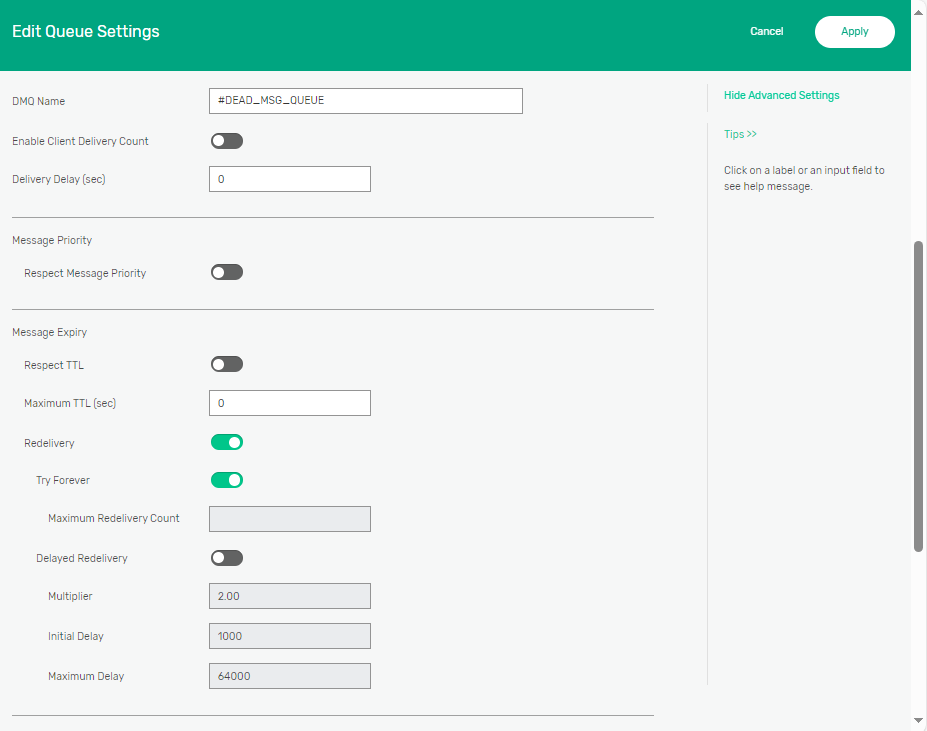 Edit Queue Settings
Cancel
Apply
DMQ Name
#DEAD_MSG_QUEUE
Hide Advanced Settings
Enable Client Delivery Count
Tips >>
Delivery Delay (sec)
0
Click on a label or an input field to
see help message.
Message Priority
Respect Message Priority
Message Expiry
Respect TTL
Maximum TTL (sec)
0
Redelivery
Try Forever
Maximum Redelivery Count
Delayed Redelivery
Multiplier
2.00
Initial Delay
1000
Maximum Delay
64000